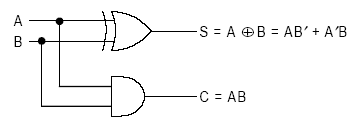 A
B
S = A ⊕ B = AB′ + A′B
C = AB